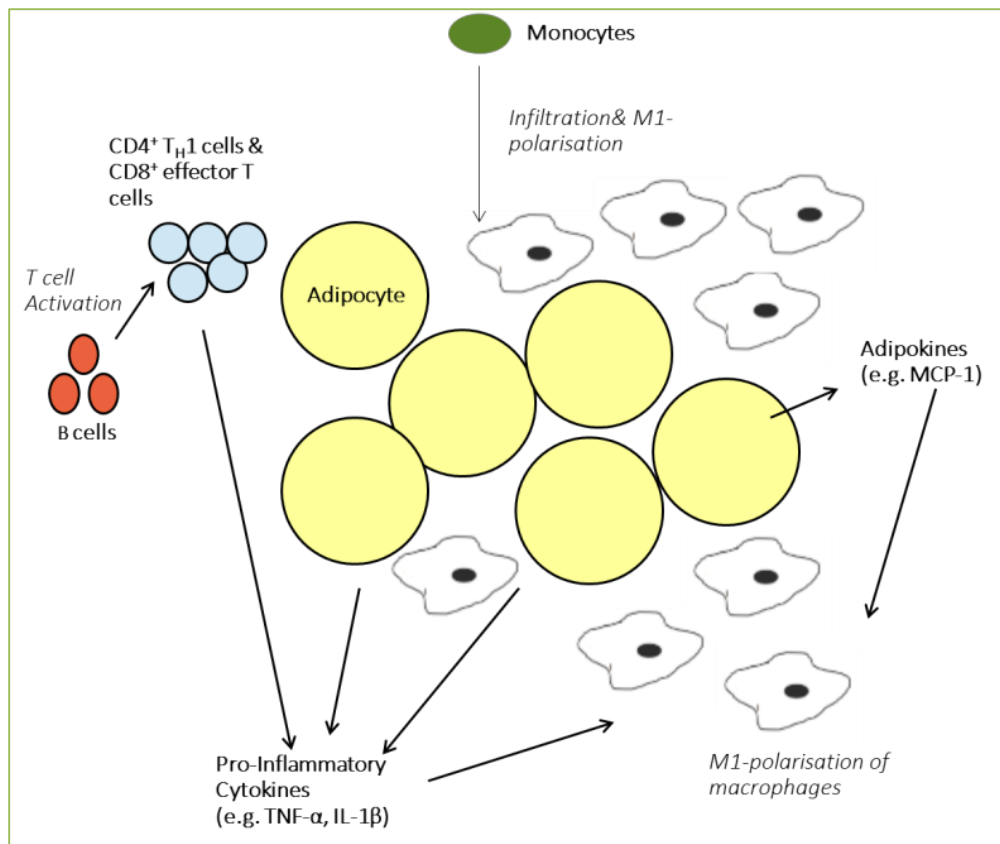 Monocytes
Infiltration& M1-
polarisation
CD4⁺ T_H1 cells &
CD8⁺ effector T
cells
T cell
Activation
Adipocyte
B cells
Adipokines
(e.g. MCP-1)
Pro-Inflammatory
Cytokines
(e.g. TNF-α, IL-1β)
M1-polarisation of
macrophages